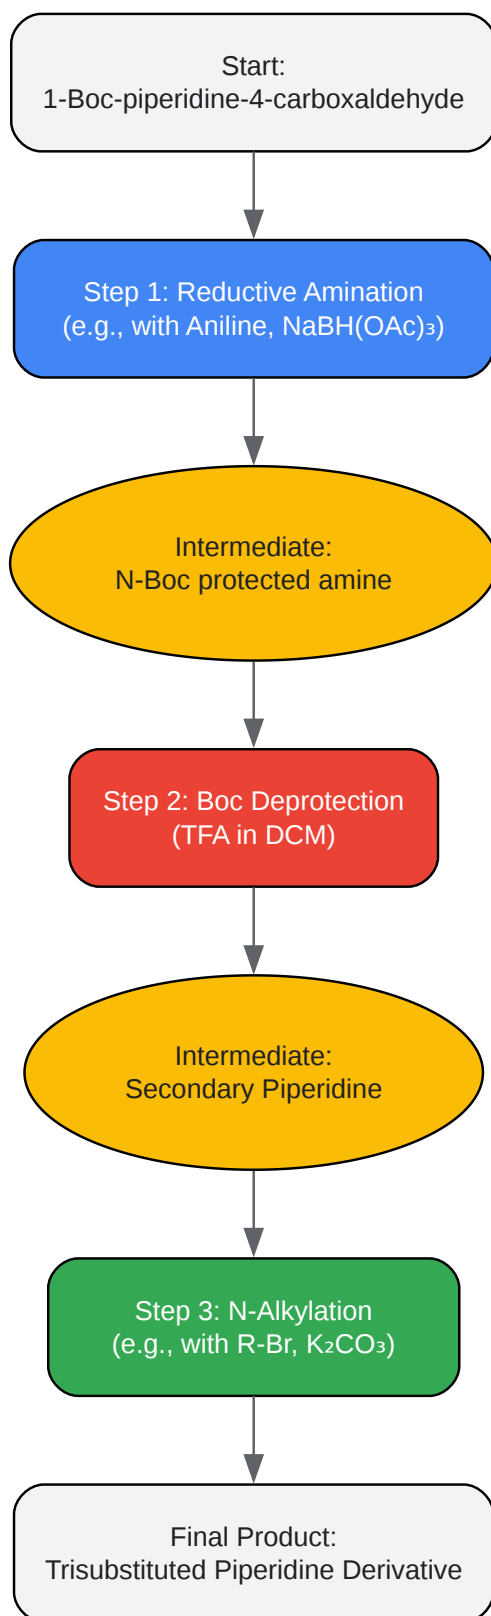 Start:
1-Boc-piperidine-4-carboxaldehyde
Step 1: Reductive Amination
(e.g., with Aniline, NaBH(OAc)₃)
Intermediate:
N-Boc protected amine
Step 2: Boc Deprotection
(TFA in DCM)
Intermediate:
Secondary Piperidine
Step 3: N-Alkylation
(e.g., with R-Br, K₂CO₃)
Final Product:
Trisubstituted Piperidine Derivative